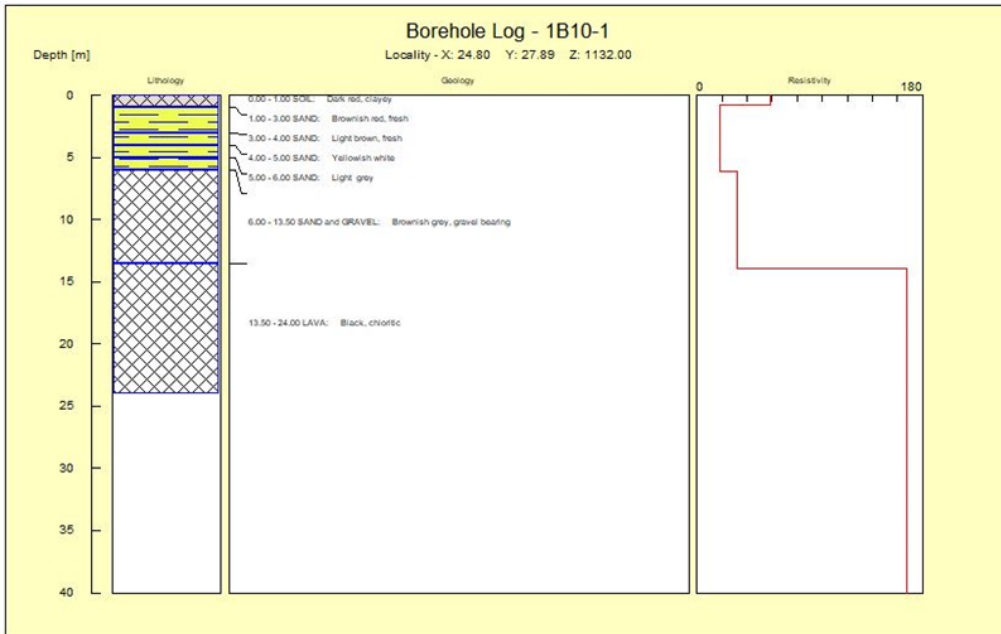 Borehole Log - 1B10-1
Depth [m]
Locality - X: 24.80 Y: 27.89 Z: 1132.00
Lithology
Geology
0
Resistivity
180
0
5
10
15
20
25
30
35
40
0.00 - 1.00 SOIL: Dark red, clayey
1.00 - 3.00 SAND: Brownish red, fresh
3.00 - 4.00 SAND: Light brown, fresh
4.00 - 5.00 SAND: Yellowish white
5.00 - 6.00 SAND: Light grey
6.00 - 13.50 SAND and GRAVEL: Brownish grey, gravel bearing
13.50 - 24.00 LAVA: Black, chloritic